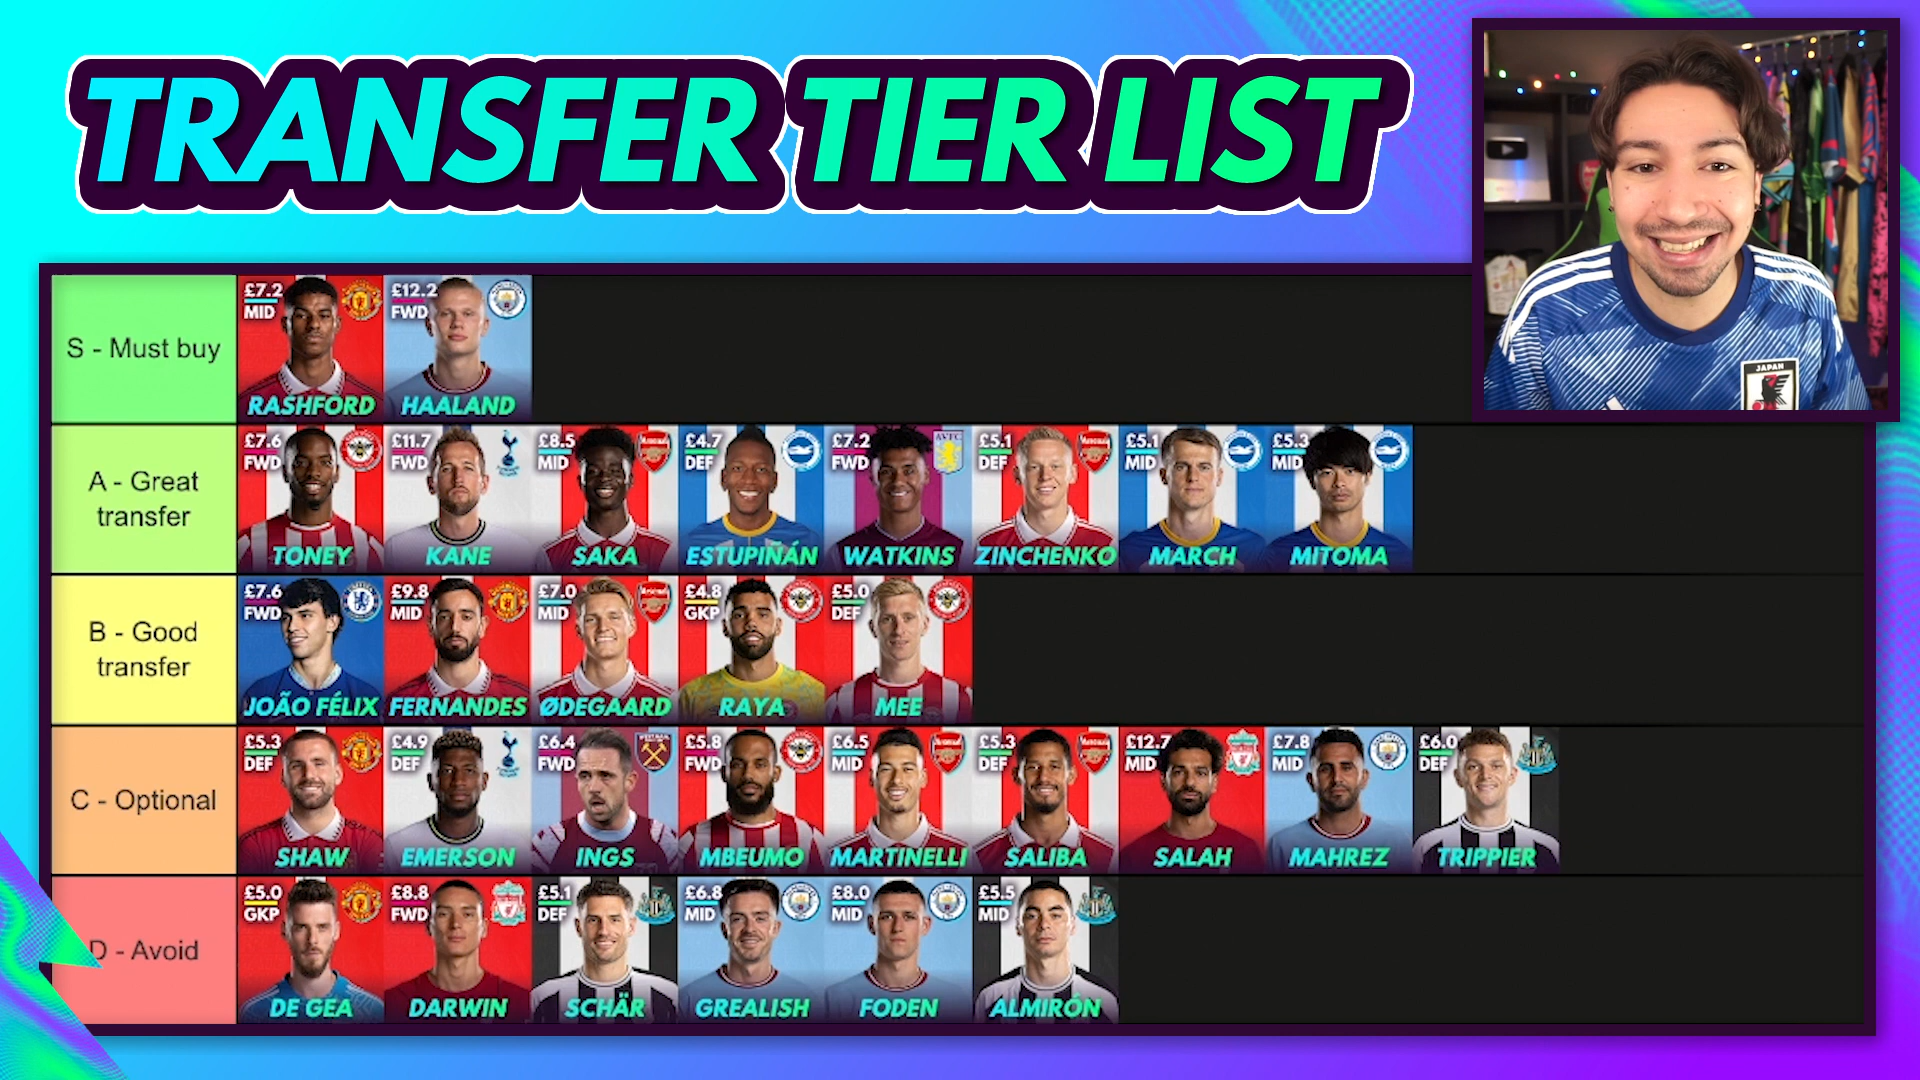 TRANSFER TIER LIST
JAPAN
S - Must buy
£7.2
MID
RASHFORD
£12.2
FWD
HAALAND
A - Great
transfer
£7.6
FWD
TONEY
£11.7
FWD
KANE
£8.5
MID
Arsenal
SAKA
£4.7
DEF
ESTUPIÑÁN
£7.2
FWD
AVFC
WATKINS
£5.1
DEF
Arsenal
ZINCHENKO
£5.1
MID
MARCH
£5.3
MID
MITOMA
B - Good
transfer
£7.6
FWD
JOÃO FÉLIX
£9.8
MID
FERNANDES
£7.0
MID
Arsenal
ØDEGAARD
£4.8
GKP
RAYA
£5.0
DEF
MEE
C - Optional
£5.3
DEF
SHAW
£4.9
DEF
EMERSON
£6.4
FWD
INGS
£5.8
FWD
MBEUMO
£6.5
MID
Arsenal
MARTINELLI
£5.3
DEF
Arsenal
SALIBA
£12.7
MID
SALAH
£7.8
MID
MAHREZ
£6.0
DEF
TRIPPIER
D - Avoid
£5.0
GKP
DE GEA
£8.8
FWD
DARWIN
£5.1
DEF
SCHÄR
£6.8
MID
GREALISH
£8.0
MID
FODEN
£5.5
MID
ALMIRÓN